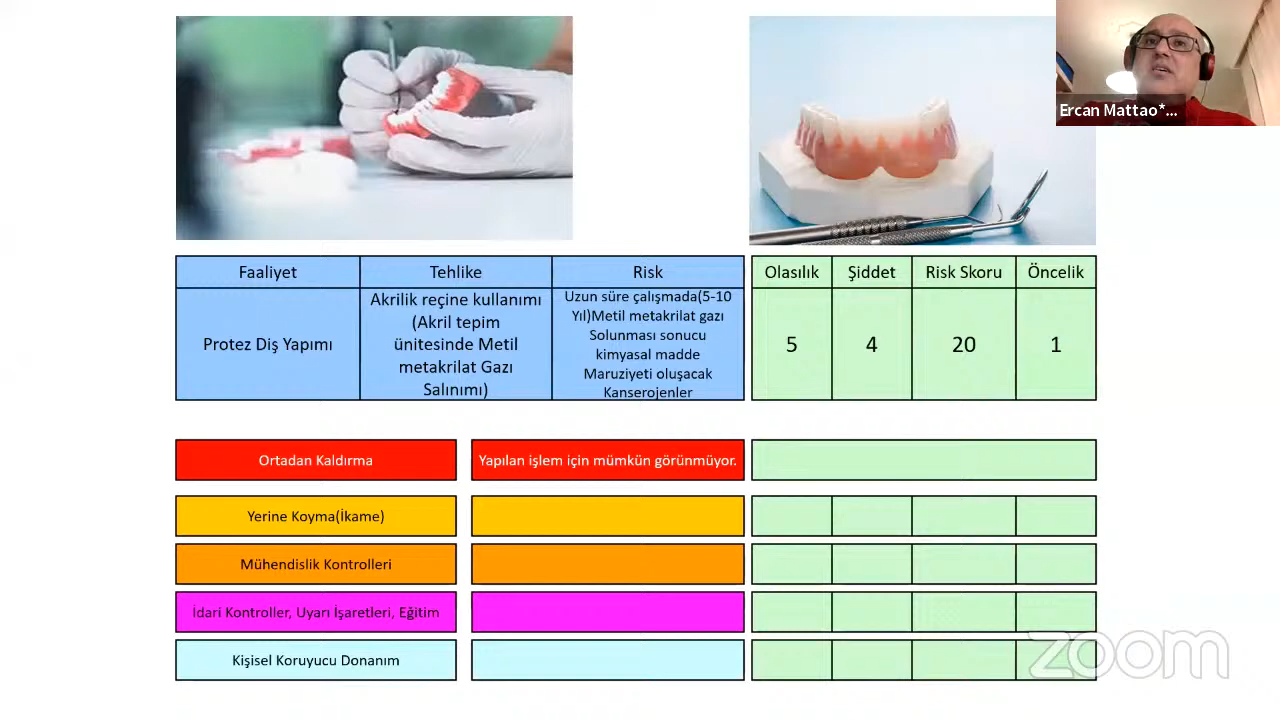 Ercan Mattao*...
Faaliyet
Tehlike
Risk
Olasılık
Şiddet
Risk Skoru
Öncelik
Protez Diş Yapımı
Akrilik reçine kullanımı
(Akril tepim
ünitesinde Metil
metakrilat Gazı
Salınımı)
Uzun süre çalışmada(5-10
Yıl)Metil metakrilat gazı
Solunması sonucu
kimyasal madde
Maruziyeti oluşacak
Kanserojenler
5
4
20
1
Ortadan Kaldırma
Yapılan işlem için mümkün görünmüyor.
Yerine Koyma(İkame)
Mühendislik Kontrolleri
İdari Kontroller, Uyarı İşaretleri, Eğitim
Kişisel Koruyucu Donanım
zoom